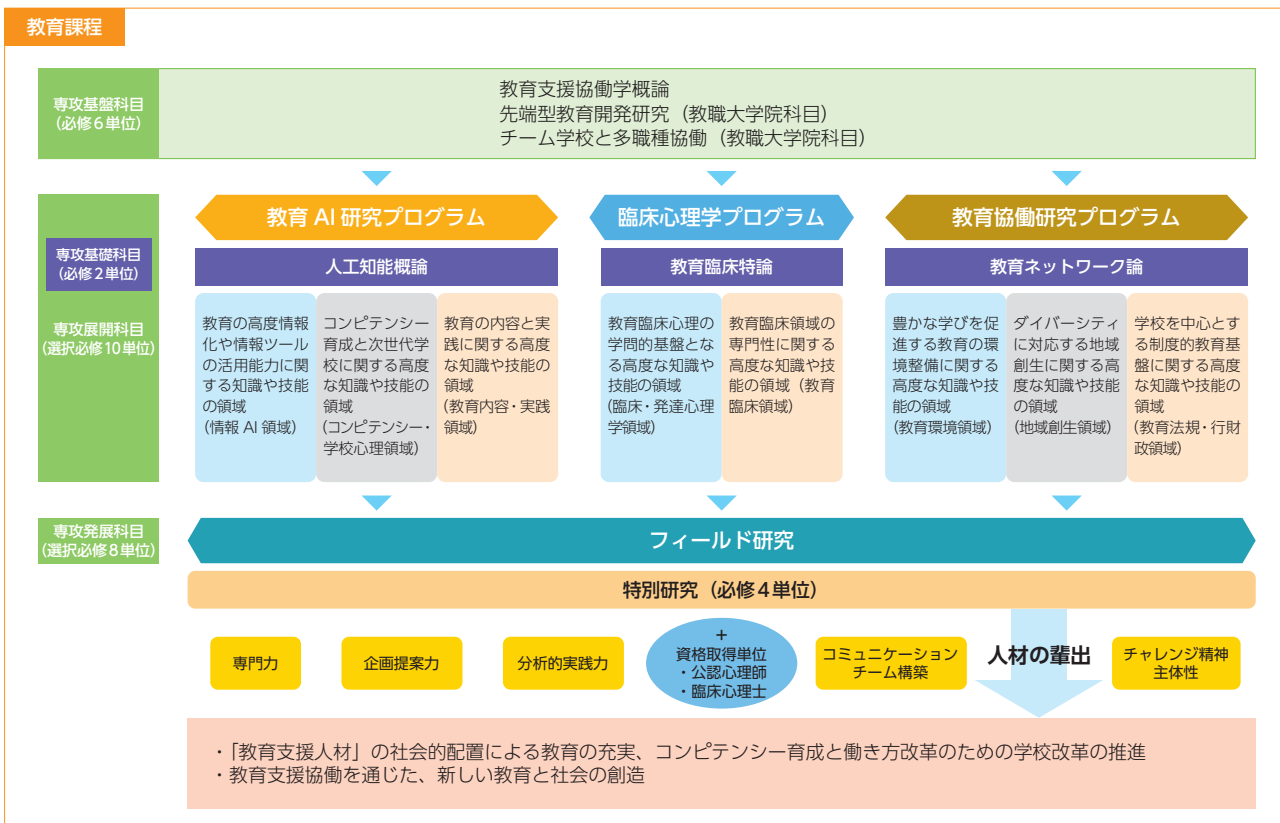 教育課程
専攻基盤科目
(必修6単位)
教育支援協働学概論
先端型教育開発研究（教職大学院科目）
チーム学校と多職種協働（教職大学院科目）
教育 AI 研究プログラム
臨床心理学プログラム
教育協働研究プログラム
専攻基礎科目
(必修2単位)
人工知能概論
教育臨床特論
教育ネットワーク論
専攻展開科目
(選択必修10単位)
教育の高度情報
化や情報ツール
の活用能力に関
する知識や技能
の領域
(情報 AI 領域)
コンピテンシー
育成と次世代学
校に関する高度
な知識や技能の
領域
(コンピテンシー・
学校心理領域)
教育の内容と実
践に関する高度
な知識や技能の
領域
(教育内容・実践
領域)
教育臨床心理の
学問的基盤とな
る高度な知識や
技能の領域
(臨床・発達心理
学領域)
教育臨床領域の
専門性に関する
高度な知識や技
能の領域（教育
臨床領域）
豊かな学びを促
進する教育の環
境整備に関する
高度な知識や技
能の領域
(教育環境領域)
ダイバーシティ
に対応する地域
創生に関する高
度な知識や技能
の領域
(地域創生領域)
学校を中心とす
る制度的教育基
盤に関する高度
な知識や技能の
領域
(教育法規・行財
政領域)
専攻発展科目
(選択必修8単位)
フィールド研究
特別研究（必修4単位）
専門力
企画提案力
分析的実践力
+
資格取得単位
・公認心理師
・臨床心理士
コミュニケーション
チーム構築
人材の輩出
チャレンジ精神
主体性
・「教育支援人材」の社会的配置による教育の充実、コンピテンシー育成と働き方改革のための学校改革の推進
・教育支援協働を通じた、新しい教育と社会の創造